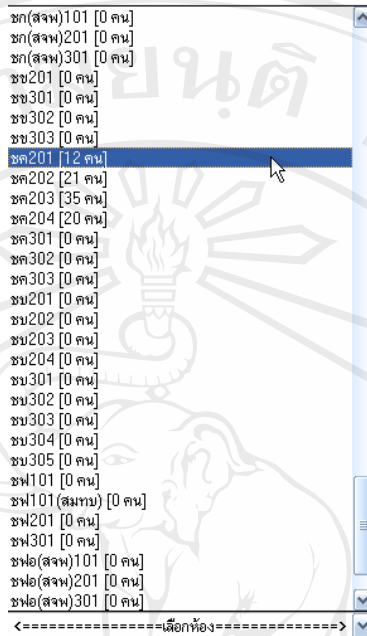 ชก(สจพ)101 [0 คน]
ชก(สจพ)201 [0 คน]
ชก(สจพ)301 [0 คน]
ชข201 [0 คน]
ชข301 [0 คน]
ชข302 [0 คน]
ชข303 [0 คน]
ชค201 [12 คน]
ชค202 [21 คน]
ชค203 [35 คน]
ชค204 [20 คน]
ชค301 [0 คน]
ชค302 [0 คน]
ชค303 [0 คน]
ชบ201 [0 คน]
ชบ202 [0 คน]
ชบ203 [0 คน]
ชบ204 [0 คน]
ชบ301 [0 คน]
ชบ302 [0 คน]
ชบ303 [0 คน]
ชบ304 [0 คน]
ชบ305 [0 คน]
ชฟ101 [0 คน]
ชฟ101(สมทบ) [0 คน]
ชฟ201 [0 คน]
ชฟ301 [0 คน]
ชฟอ(สจพ)101 [0 คน]
ชฟอ(สจพ)201 [0 คน]
ชฟอ(สจพ)301 [0 คน]
<================เลือกห้อง==============>